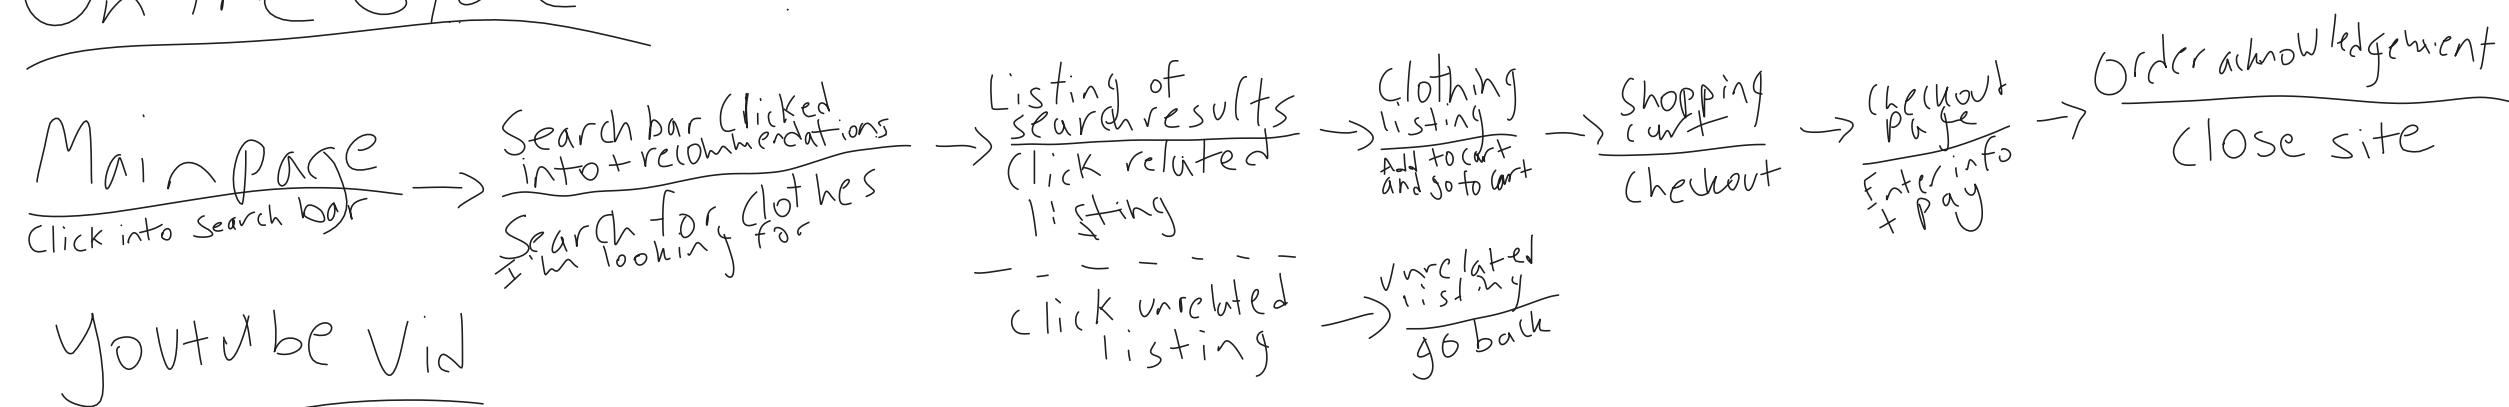 Main page
Click into search bar
Search bar Clicked
into + recommendations
Search for Clothes
I'm looking for
Listing of
search results
Click related
listing
click unrelated
listing
Clothing
listing
Add to cart
and go to cart
unrelated
listing
go back
Shopping
cart
Checkout
Checkout
page
Enter info
+ pay
Order acknowledgement
Close site
Youtube vid